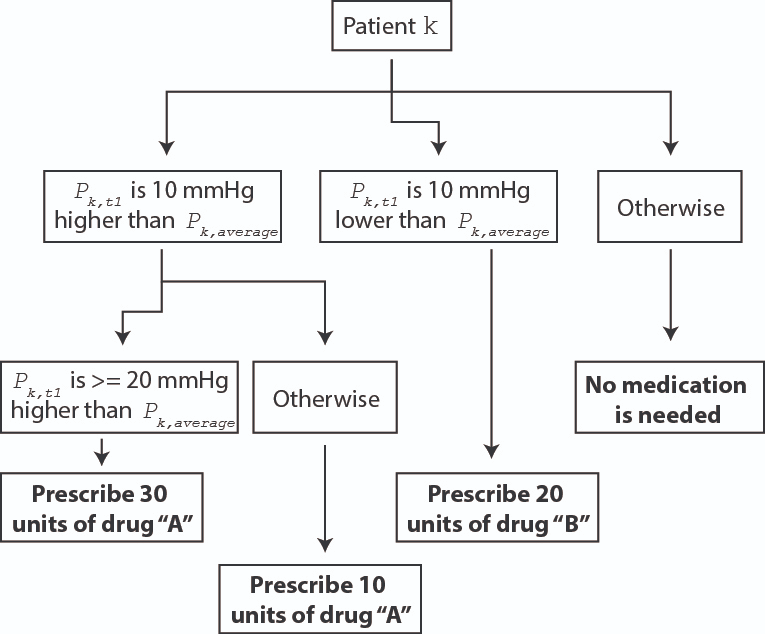 Patient k
P k,t1 is 10 mmHg
higher than P k,average
P k,t1 is 10 mmHg
lower than P k,average
Otherwise
P k,t1 is >= 20 mmHg
higher than P k,average
Otherwise
No medication
is needed
Prescribe 30
units of drug “A”
Prescribe 20
units of drug “B”
Prescribe 10
units of drug “A”